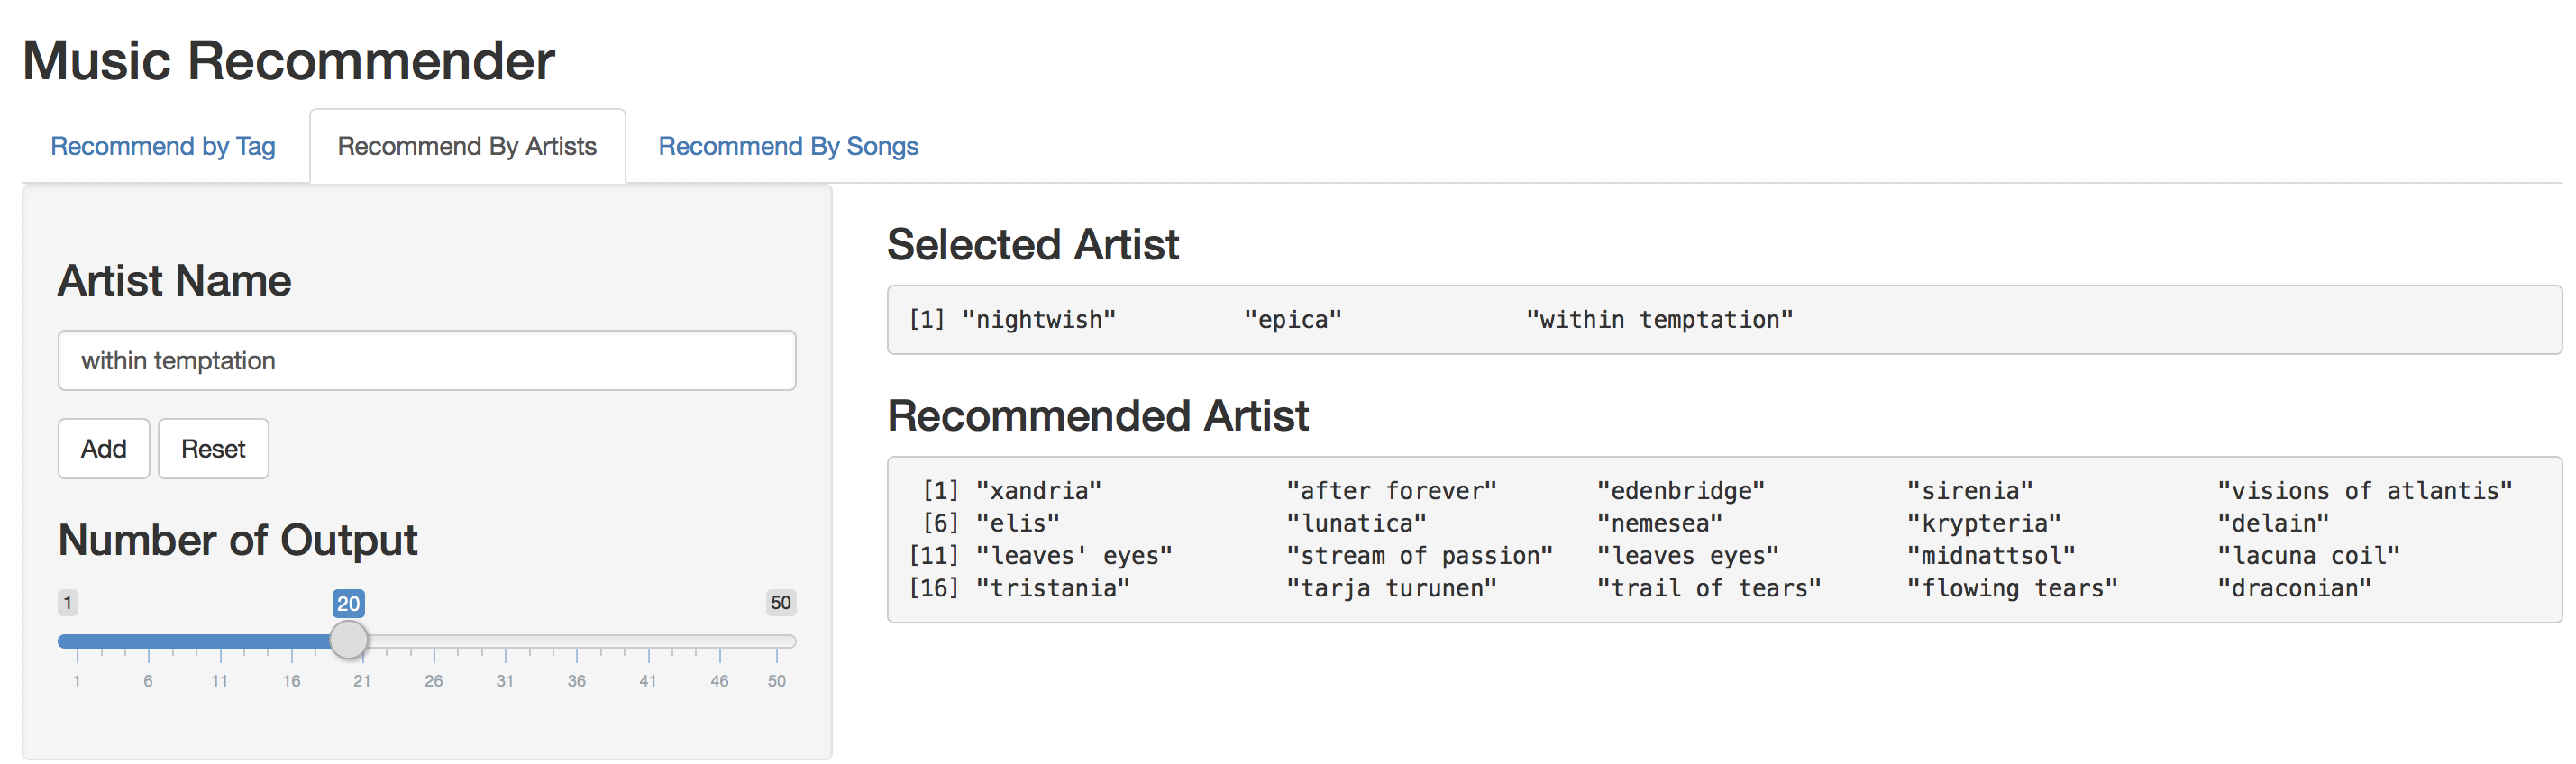 Music Recommender
Recommend by Tag Recommend By Artists Recommend By Songs
Artist Name
within temptation
Add Reset
Number of Output
1 20 50
1 6 11 16 21 26 31 36 41 46 50
Selected Artist
[1] "nightwish" "epica" "within temptation"
Recommended Artist
[1] "xandria" "after forever" "edenbridge" "sirenia" "visions of atlantis"
[6] "elis" "lunatica" "nemesea" "krypteria" "delain"
[11] "leaves' eyes" "stream of passion" "leaves eyes" "midnattsol" "lacuna coil"
[16] "tristania" "tarja turunen" "trail of tears" "flowing tears" "draconian"